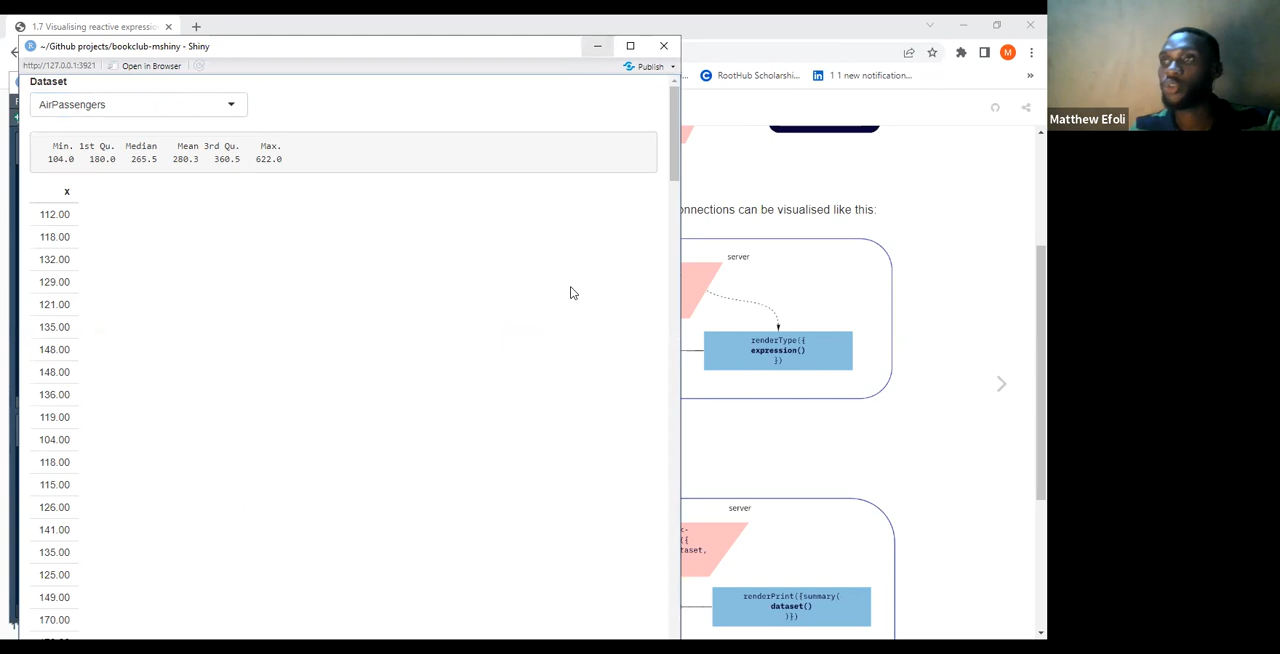 1.7 Visualising reactive expressi
~/Github projects/bookclub-mshiny - Shiny
http://127.0.0.1:3921
Open in Browser
Publish
RootHub Scholarshi...
1 1 new notification...
M
»
Dataset
AirPassengers
Min. 1st Qu. Median Mean 3rd Qu. Max.
104.0 180.0 265.5 280.3 360.5 622.0
x
112.00
118.00
132.00
129.00
121.00
135.00
148.00
148.00
136.00
119.00
104.00
118.00
115.00
126.00
141.00
135.00
125.00
149.00
170.00
onnections can be visualised like this:
server
renderType({
expression()
})
server
<-
({
taset,
renderPrint({summary(
dataset()
)})
Matthew Efoli